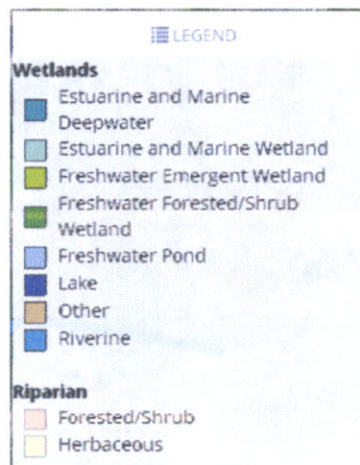 LEGEND
Wetlands
Estuarine and Marine
Deepwater
Estuarine and Marine Wetland
Freshwater Emergent Wetland
Freshwater Forested/Shrub
Wetland
Freshwater Pond
Lake
Other
Riverine
Riparian
Forested/Shrub
Herbaceous